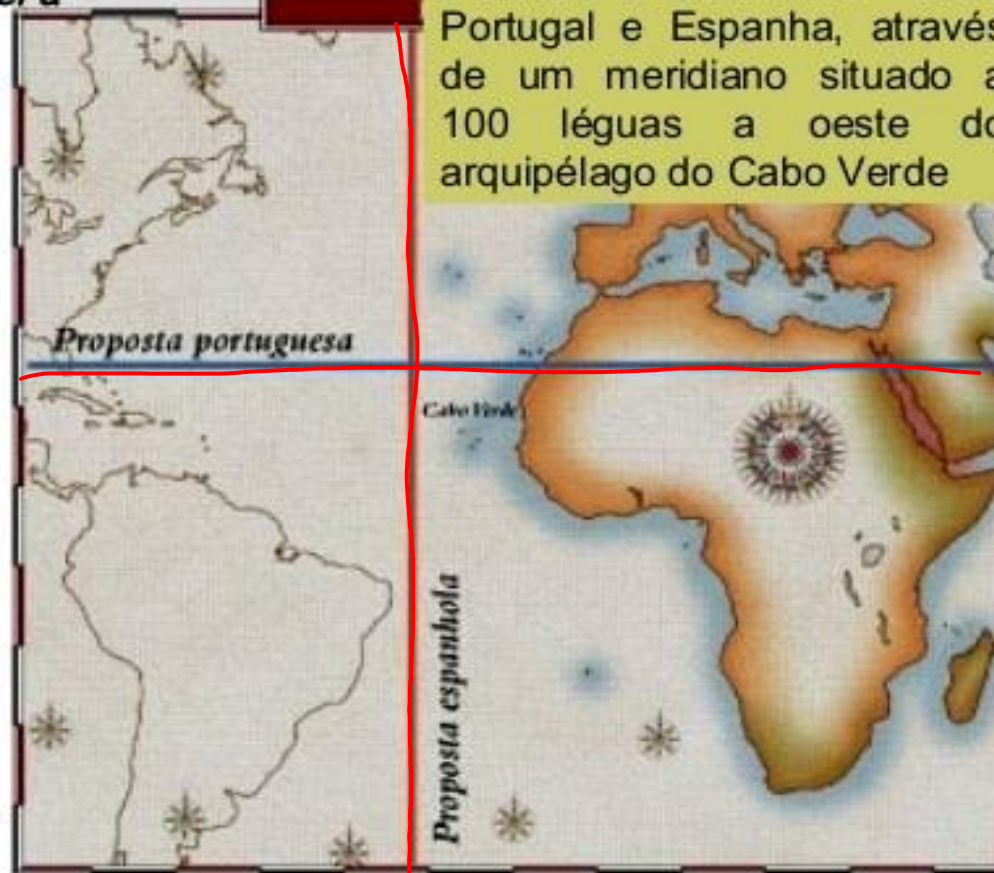 Portugal e Espanha, através
de um meridiano situado a
100 léguas a oeste do
arquipélago do Cabo Verde
Proposta portuguesa
Cabo Verde
Proposta espanhola